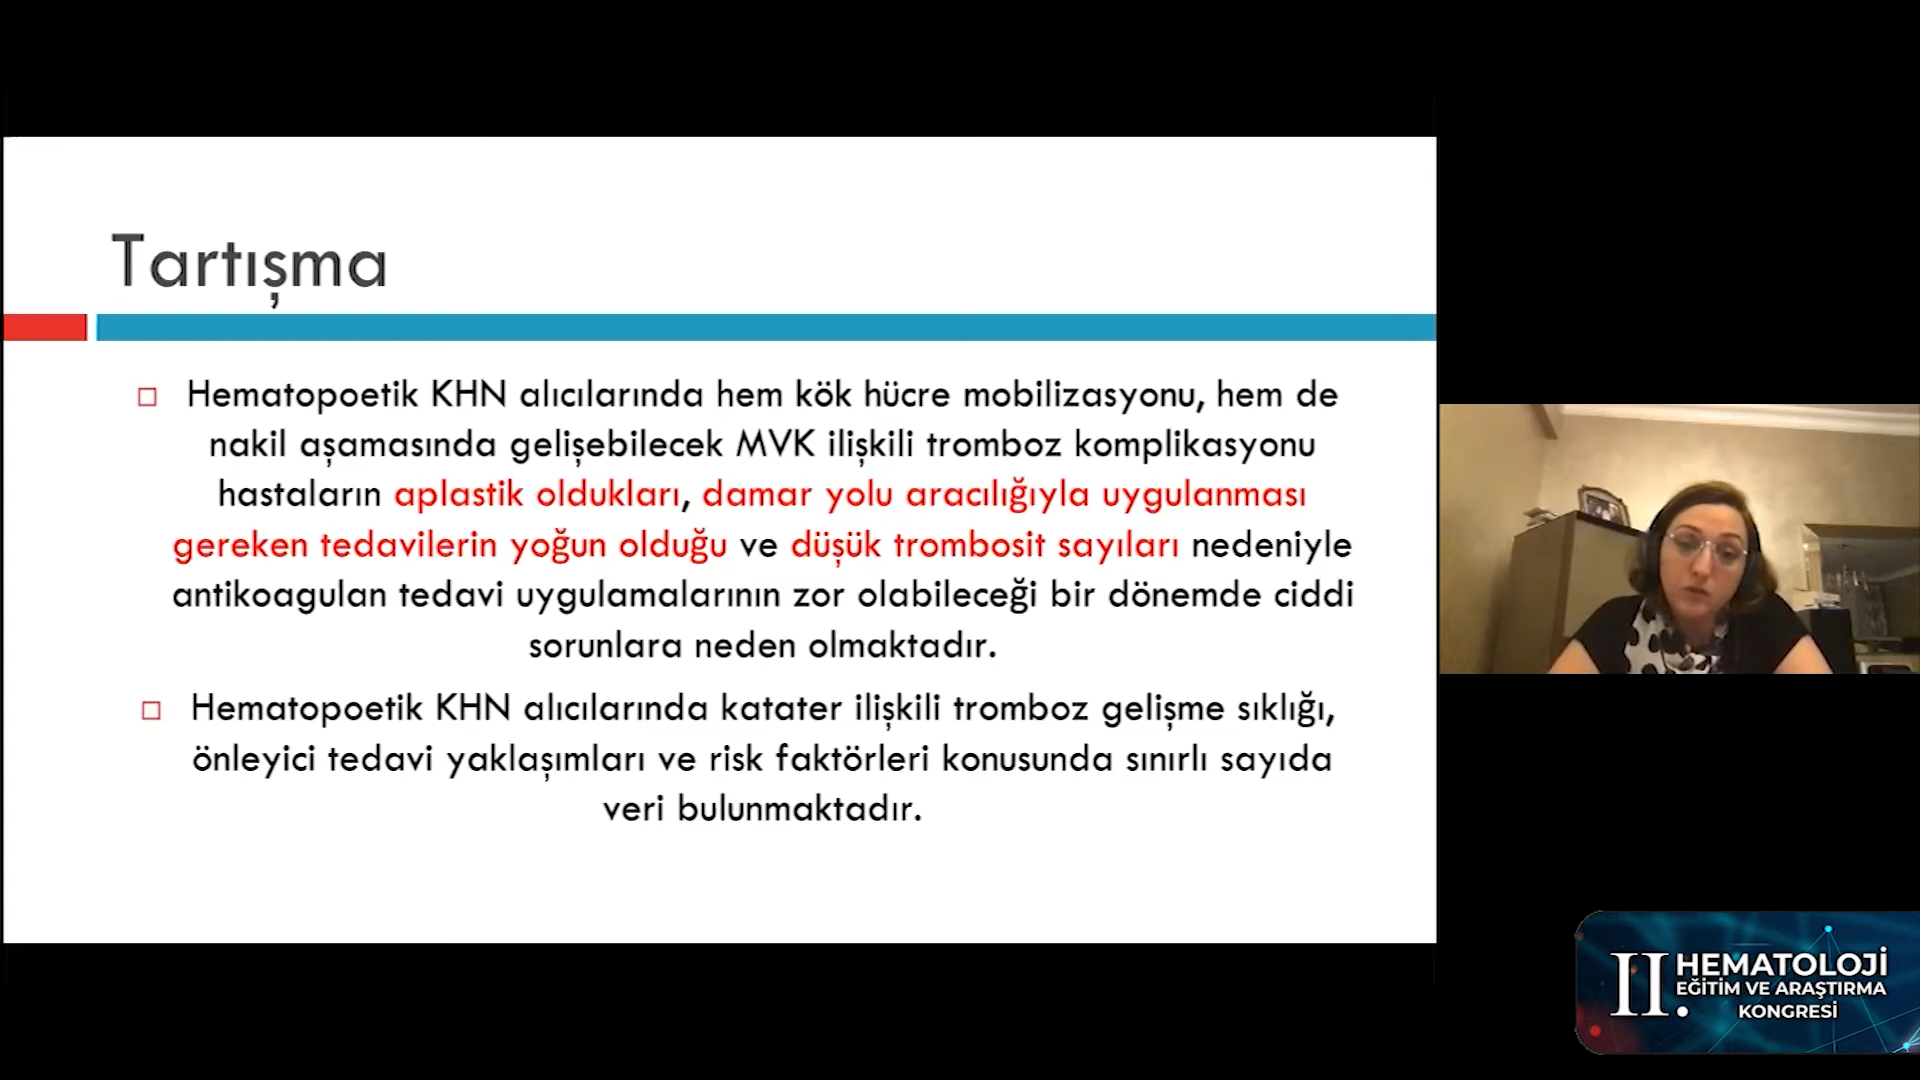 Tartışma
Hematopoetik KHN alıcılarında hem kök hücre mobilizasyonu, hem de
nakil aşamasında gelişebilecek MVK ilişkili tromboz komplikasyonu
hastaların aplastik oldukları, damar yolu aracılığıyla uygulanması
gereken tedavilerin yoğun olduğu ve düşük trombosit sayıları nedeniyle
antikoagulan tedavi uygulamalarının zor olabileceği bir dönemde ciddi
sorunlara neden olmaktadır.
Hematopoetik KHN alıcılarında katater ilişkili tromboz gelişme sıklığı,
önleyici tedavi yaklaşımları ve risk faktörleri konusunda sınırlı sayıda
veri bulunmaktadır.
II. HEMATOLOJİ
EĞİTİM VE ARAŞTIRMA
KONGRESİ